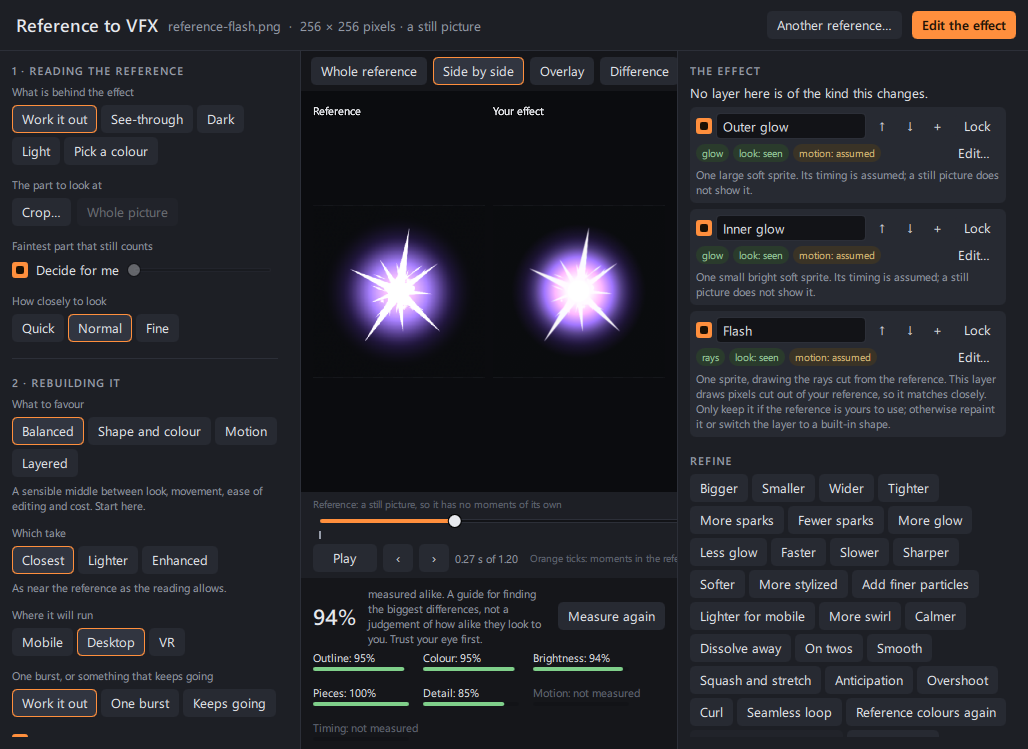 Reference to VFX reference-flash.png · 256 × 256 pixels · a still picture
Another reference...
Edit the effect
1 · READING THE REFERENCE
What is behind the effect
Work it out
See-through
Dark
Light
Pick a colour
The part to look at
Crop...
Whole picture
Faintest part that still counts
Decide for me
How closely to look
Quick
Normal
Fine
2 · REBUILDING IT
What to favour
Balanced
Shape and colour
Motion
Layered
A sensible middle between look, movement, ease of
editing and cost. Start here.
Which take
Closest
Lighter
Enhanced
As near the reference as the reading allows.
Where it will run
Mobile
Desktop
VR
One burst, or something that keeps going
Work it out
One burst
Keeps going
Whole reference
Side by side
Overlay
Difference
Reference
Your effect
Reference: a still picture, so it has no moments of its own
Play
‹
›
0.27 s of 1.20
Orange ticks: moments in the refe
94%
measured alike. A guide for finding
the biggest differences, not a
judgement of how alike they look to
you. Trust your eye first.
Measure again
Outline: 95%
Colour: 95%
Brightness: 94%
Pieces: 100%
Detail: 85%
Motion: not measured
Timing: not measured
THE EFFECT
No layer here is of the kind this changes.
Outer glow
↑
↓
+
Lock
glow
look: seen
motion: assumed
Edit...
One large soft sprite. Its timing is assumed; a still picture does
not show it.
Inner glow
↑
↓
+
Lock
glow
look: seen
motion: assumed
Edit...
One small bright soft sprite. Its timing is assumed; a still
picture does not show it.
Flash
↑
↓
+
Lock
rays
look: seen
motion: assumed
Edit...
One sprite, drawing the rays cut from the reference. This layer
draws pixels cut out of your reference, so it matches closely.
Only keep it if the reference is yours to use; otherwise repaint
it or switch the layer to a built-in shape.
REFINE
Bigger
Smaller
Wider
Tighter
More sparks
Fewer sparks
More glow
Less glow
Faster
Slower
Sharper
Softer
More stylized
Add finer particles
Lighter for mobile
More swirl
Calmer
Dissolve away
On twos
Smooth
Squash and stretch
Anticipation
Overshoot
Curl
Seamless loop
Reference colours again